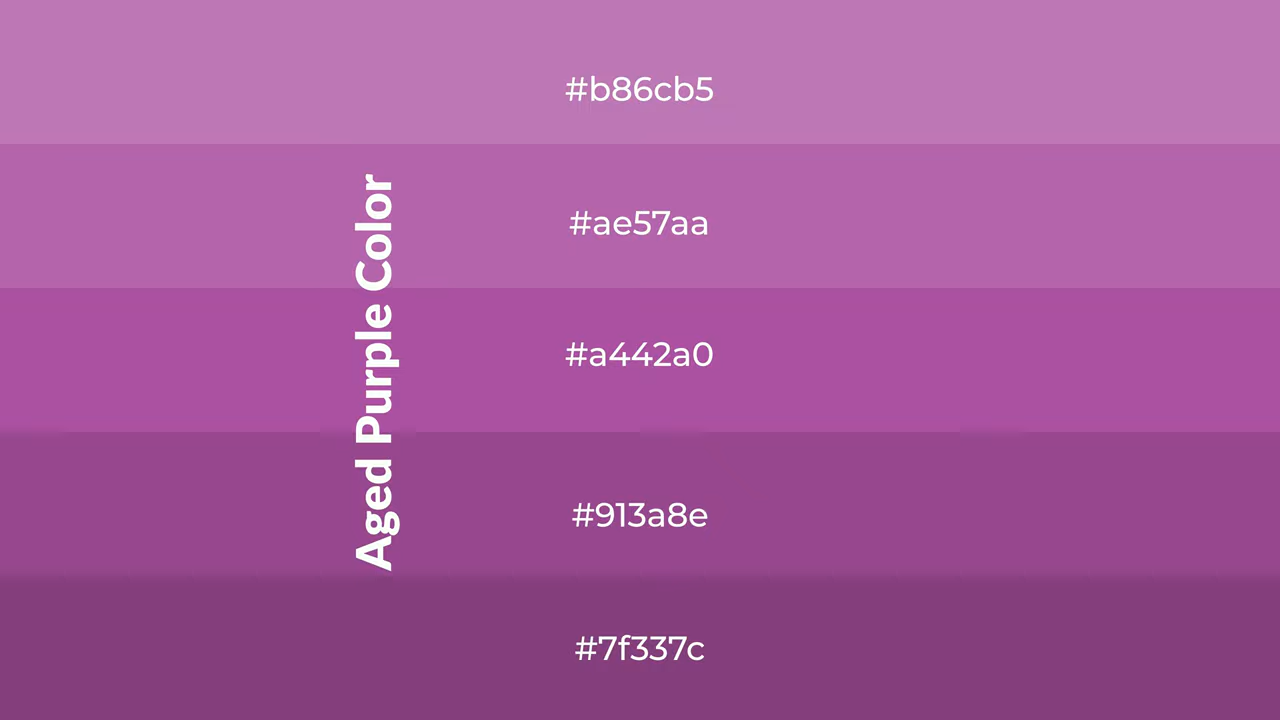 Aged Purple Color
#b86cb5
#ae57aa
#a442a0
#913a8e
#7f337c